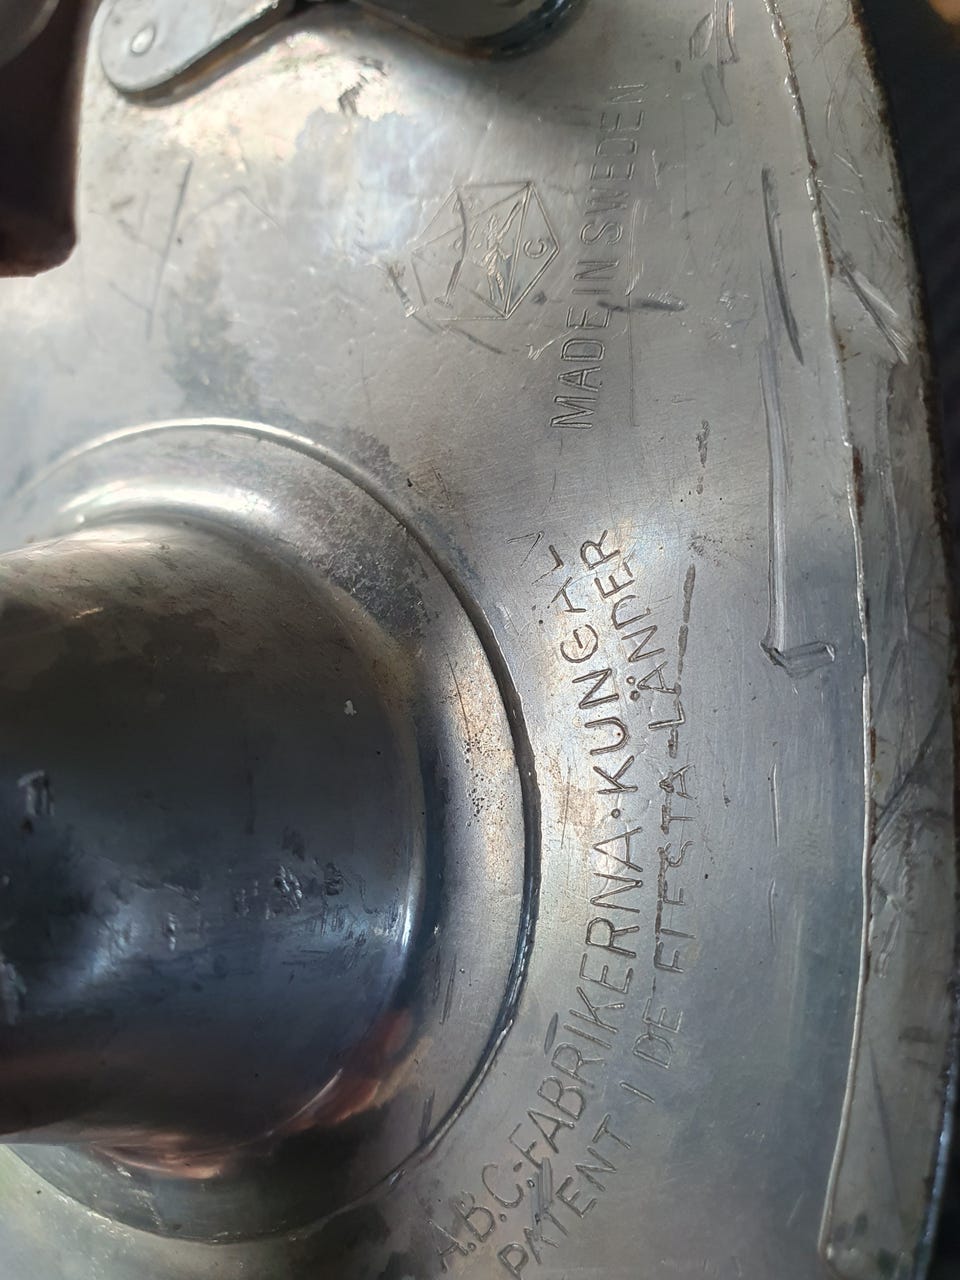 A.B.C.-FABRIKERNA·KUNGÄLV
PATENT I DE FLESTA LÄNDER
MADE IN SWEDEN
C